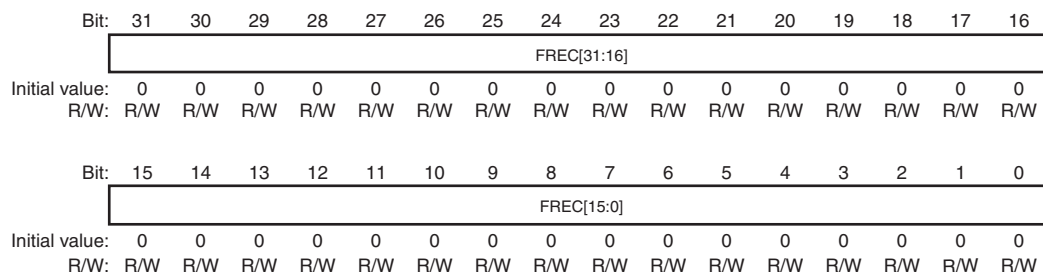 Bit: 31 30 29 28 27 26 25 24 23 22 21 20 19 18 17 16
FREC[31:16]
Initial value: 0 0 0 0 0 0 0 0 0 0 0 0 0 0 0 0
R/W: R/W R/W R/W R/W R/W R/W R/W R/W R/W R/W R/W R/W R/W R/W R/W R/W
Bit: 15 14 13 12 11 10 9 8 7 6 5 4 3 2 1 0
FREC[15:0]
Initial value: 0 0 0 0 0 0 0 0 0 0 0 0 0 0 0 0
R/W: R/W R/W R/W R/W R/W R/W R/W R/W R/W R/W R/W R/W R/W R/W R/W R/W